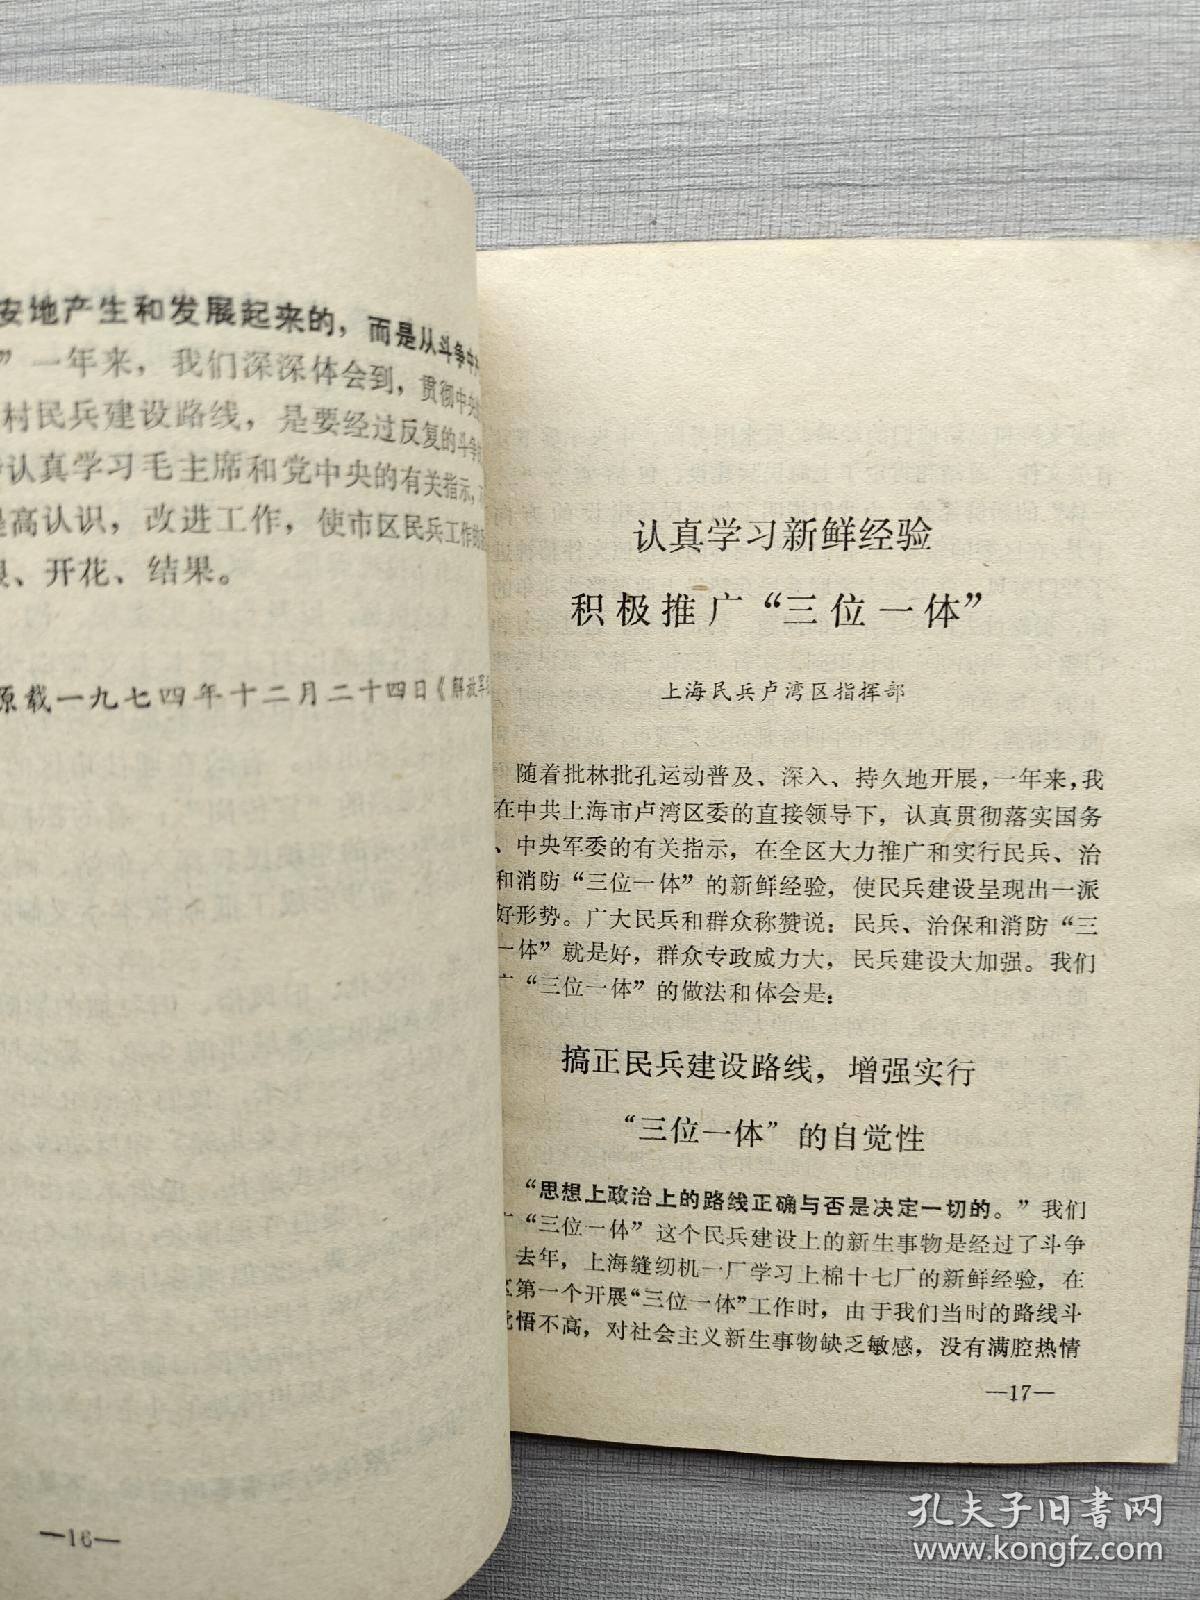 安地产生和发展起来的，而是从斗争中
”一年来，我们深深体会到，贯彻中央
村民兵建设路线，是要经过反复的斗争
认真学习毛主席和党中央的有关指示，
高认识，改进工作，使市区民兵工作
、开花、结果。
原载一九七四年十二月二十四日《解放军
—16—
认真学习新鲜经验
积极推广“三位一体”
上海民兵卢湾区指挥部
随着批林批孔运动普及、深入、持久地开展，一年来，我
在中共上海市卢湾区委的直接领导下，认真贯彻落实国务
、中央军委的有关指示，在全区大力推广和实行民兵、治
和消防“三位一体”的新鲜经验，使民兵建设呈现出一派
好形势。广大民兵和群众称赞说：民兵、治保和消防“三
一体”就是好，群众专政威力大，民兵建设大加强。我们
“三位一体”的做法和体会是：
搞正民兵建设路线，增强实行
“三位一体”的自觉性
“思想上政治上的路线正确与否是决定一切的。”我们
“三位一体”这个民兵建设上的新生事物是经过了斗争
去年，上海缝纫机一厂学习上棉十七厂的新鲜经验，在
区第一个开展“三位一体”工作时，由于我们当时的路线斗
悟不高，对社会主义新生事物缺乏敏感，没有满腔热情
—17—
孔夫子旧书网
www.kongfz.com